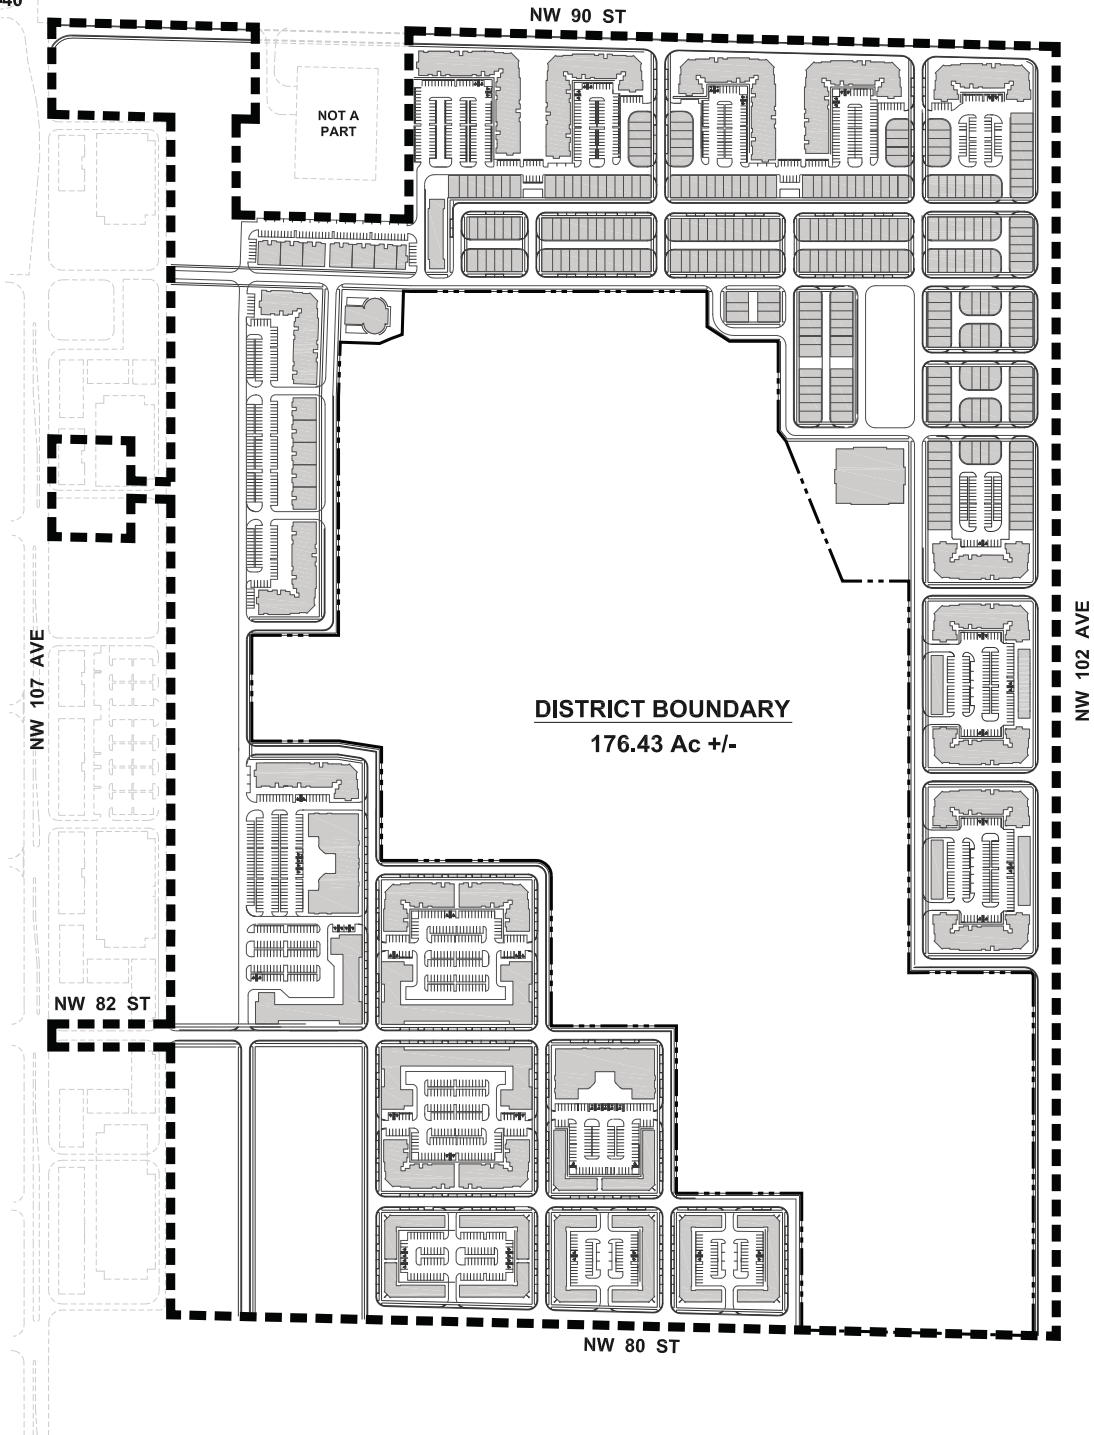 NW 90 ST
NOT A
PART
NW 107 AVE
NW 102 AVE
DISTRICT BOUNDARY
176.43 Ac +/-
NW 82 ST
NW 80 ST